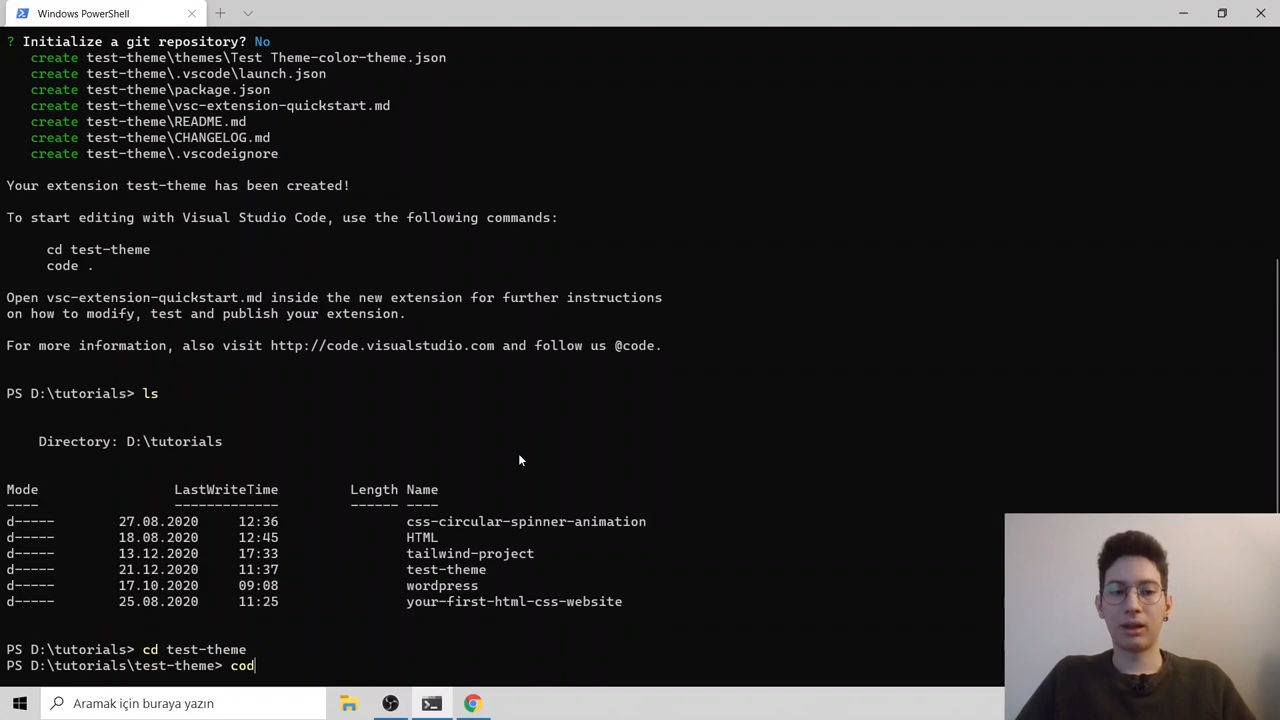 Windows PowerShell
? Initialize a git repository? No
create test-theme\themes\Test Theme-color-theme.json
create test-theme\.vscode\launch.json
create test-theme\package.json
create test-theme\vsc-extension-quickstart.md
create test-theme\README.md
create test-theme\CHANGELOG.md
create test-theme\.vscodeignore
Your extension test-theme has been created!
To start editing with Visual Studio Code, use the following commands:
cd test-theme
code .
Open vsc-extension-quickstart.md inside the new extension for further instructions
on how to modify, test and publish your extension.
For more information, also visit http://code.visualstudio.com and follow us @code.
PS D:\tutorials> ls
Directory: D:\tutorials
Mode LastWriteTime Length Name
---- ------------- ------ ----
d----- 27.08.2020 12:36 css-circular-spinner-animation
d----- 18.08.2020 12:45 HTML
d----- 13.12.2020 17:33 tailwind-project
d----- 21.12.2020 11:37 test-theme
d----- 17.10.2020 09:08 wordpress
d----- 25.08.2020 11:25 your-first-html-css-website
PS D:\tutorials> cd test-theme
PS D:\tutorials\test-theme> cod
Aramak için buraya yazın